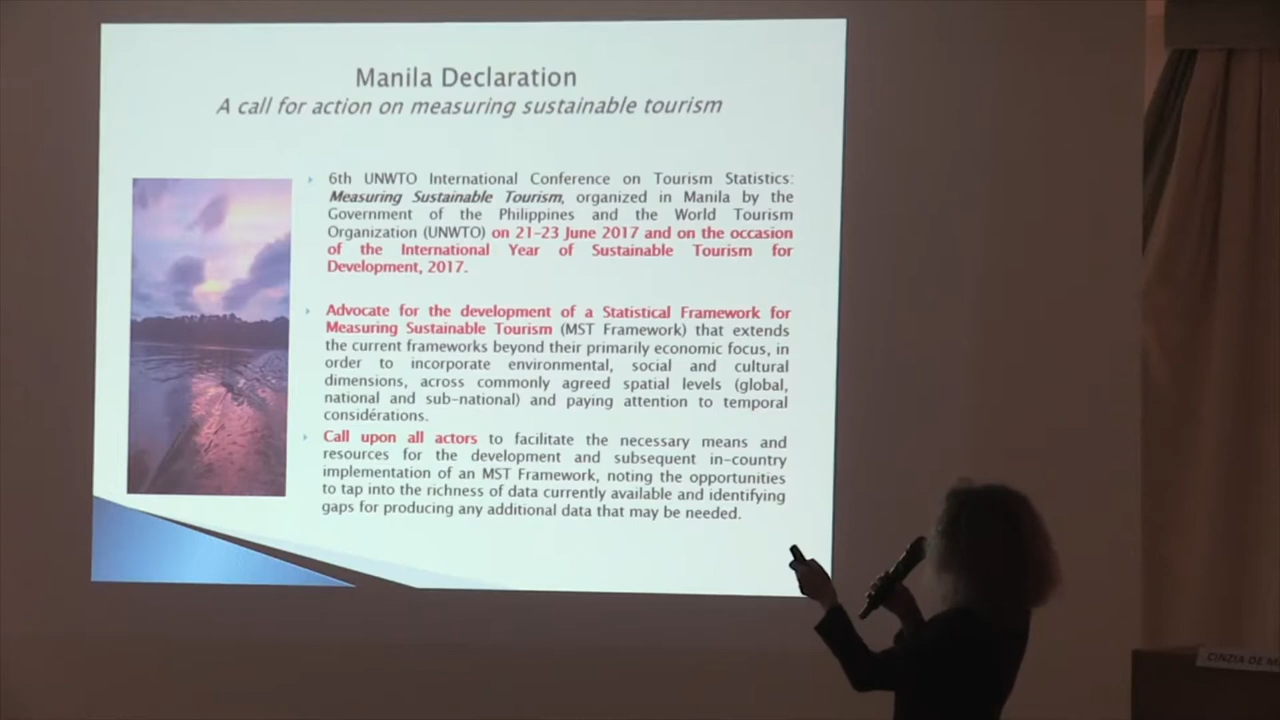 Manila Declaration
A call for action on measuring sustainable tourism
6th UNWTO International Conference on Tourism Statistics:
Measuring Sustainable Tourism, organized in Manila by the
Government of the Philippines and the World Tourism
Organization (UNWTO) on 21-23 June 2017 and on the occasion
of the International Year of Sustainable Tourism for
Development, 2017.
Advocate for the development of a Statistical Framework for
Measuring Sustainable Tourism (MST Framework) that extends
the current frameworks beyond their primarily economic focus, in
order to incorporate environmental, social and cultural
dimensions, across commonly agreed spatial levels (global,
national and sub-national) and paying attention to temporal
considérations.
Call upon all actors to facilitate the necessary means and
resources for the development and subsequent in-country
implementation of an MST Framework, noting the opportunities
to tap into the richness of data currently available and identifying
gaps for producing any additional data that may be needed.
CINZIA DE